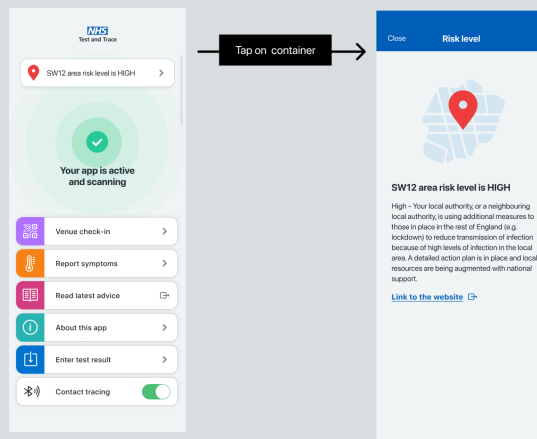 NHS
Test and Trace
SW12 area risk level is HIGH
Your app is active
and scanning
Venue check-in
Report symptoms
Read latest advice
About this app
Enter test result
Contact tracing
Tap on container
Close
Risk level
SW12 area risk level is HIGH
High - Your local authority, or a neighbouring
local authority, is using additional measures to
those in place in the rest of England (e.g.
lockdown) to reduce transmission of infection
because of high levels of infection in the local
area. A detailed action plan is in place and local
resources are being augmented with national
support.
Link to the website